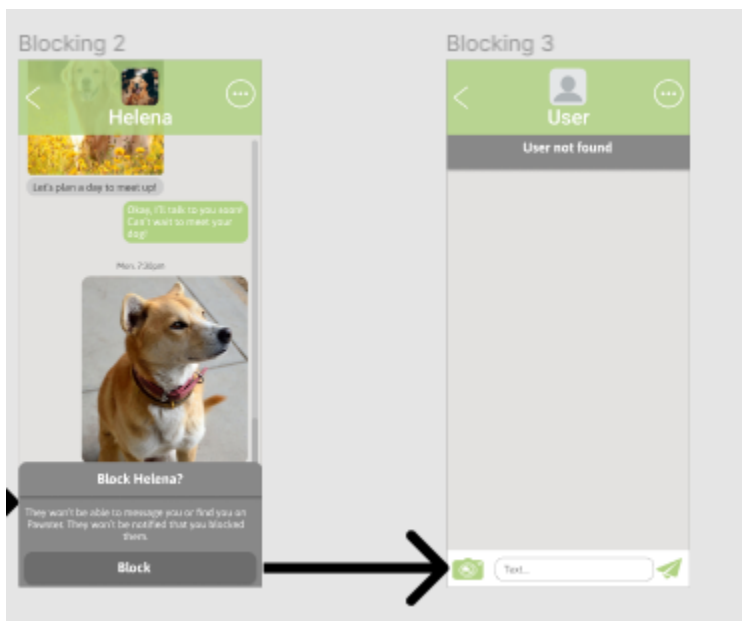 Blocking 2
Helena
Let's plan a day to meet up!
Okay, I'll talk to you soon!
Can't wait to meet your
dog!
Mon. 7:36pm
Block Helena?
They won't be able to message you or find you on
They won't be notified that you blocked
them.
Block
Blocking 3
User
User not found
Text...